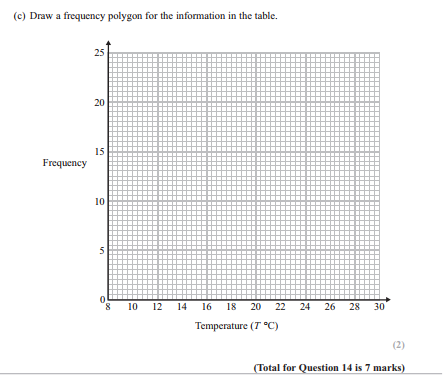 (c) Draw a frequency polygon for the information in the table.
25
20
15
Frequency
10
5
0
8 10 12 14 16 18 20 22 24 26 28 30
Temperature (T °C)
(2)
(Total for Question 14 is 7 marks)